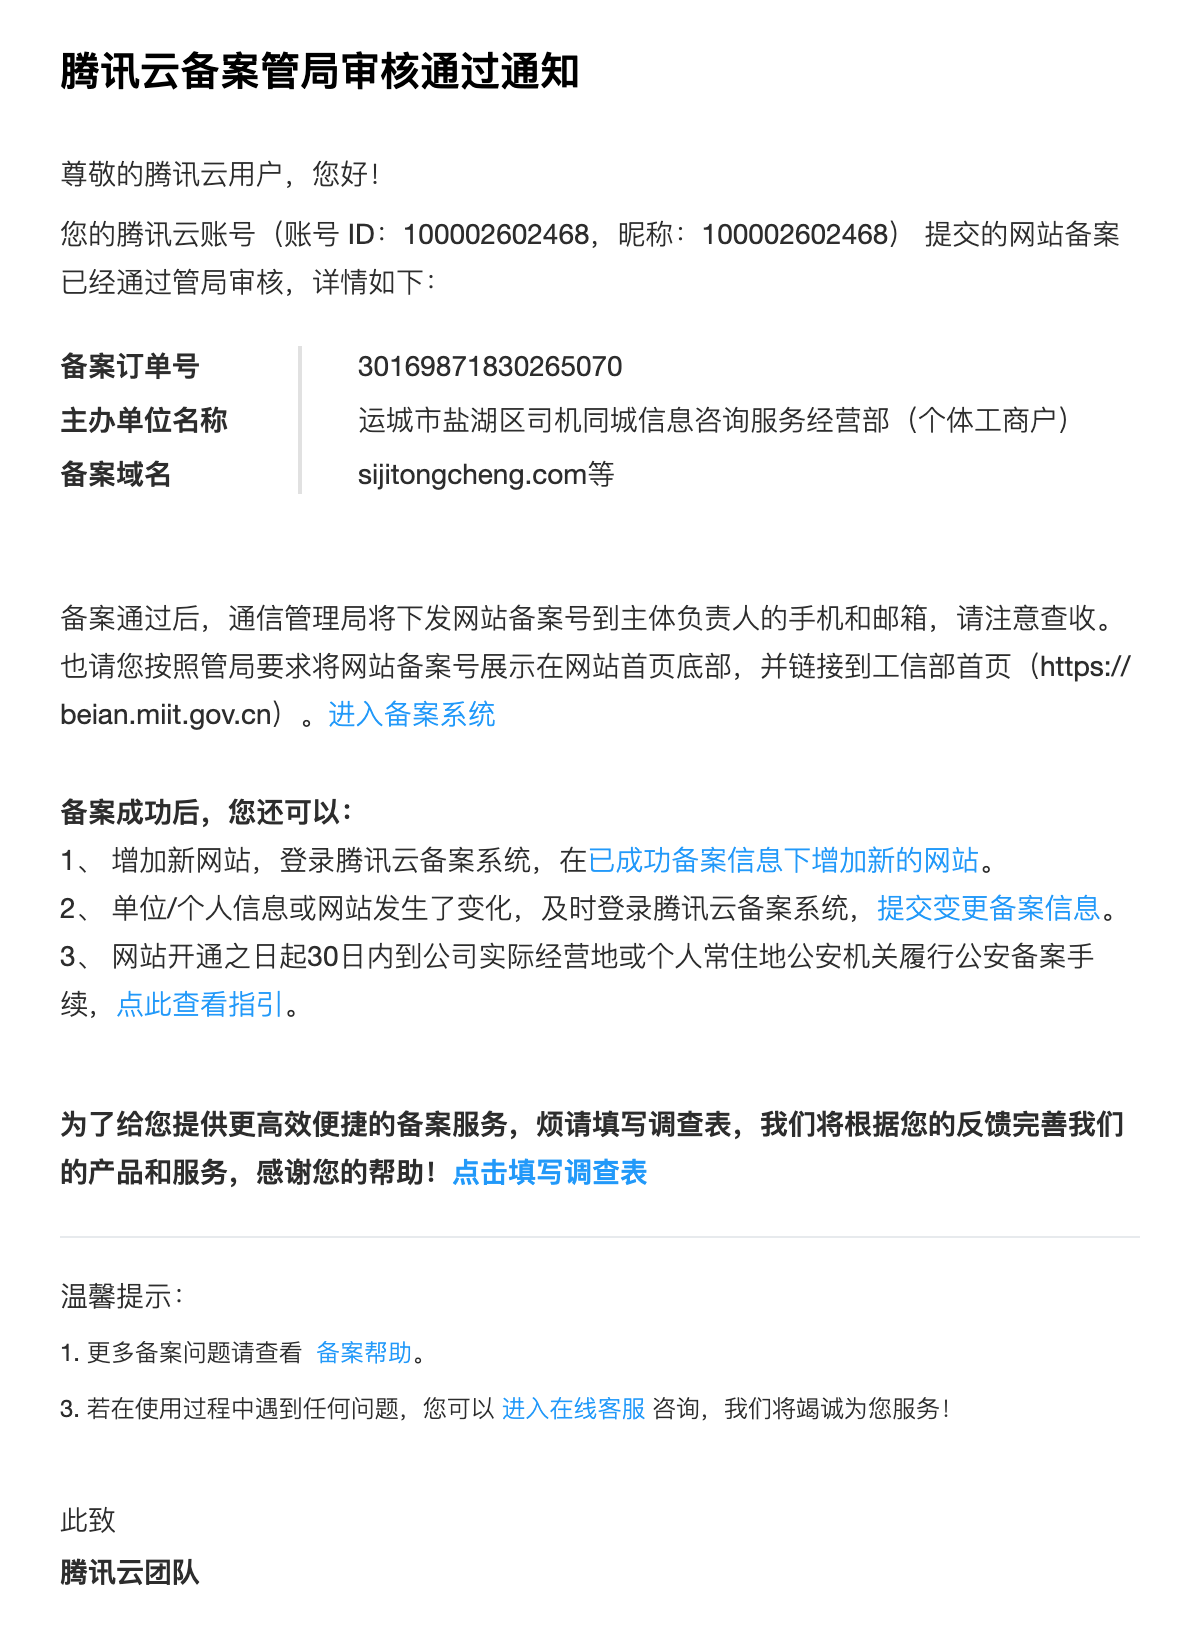 腾讯云备案管局审核通过通知
尊敬的腾讯云用户，您好！
您的腾讯云账号（账号 ID：100002602468，昵称：100002602468） 提交的网站备案
已经通过管局审核，详情如下：
备案订单号 30169871830265070
主办单位名称 运城市盐湖区司机同城信息咨询服务经营部（个体工商户）
备案域名 sijitongcheng.com等
备案通过后，通信管理局将下发网站备案号到主体负责人的手机和邮箱，请注意查收。
也请您按照管局要求将网站备案号展示在网站首页底部，并链接到工信部首页（https://
beian.miit.gov.cn）。进入备案系统
备案成功后，您还可以：
1、 增加新网站，登录腾讯云备案系统，在已成功备案信息下增加新的网站。
2、 单位/个人信息或网站发生了变化，及时登录腾讯云备案系统，提交变更备案信息。
3、 网站开通之日起30日内到公司实际经营地或个人常住地公安机关履行公安备案手
续，点此查看指引。
为了给您提供更高效便捷的备案服务，烦请填写调查表，我们将根据您的反馈完善我们
的产品和服务，感谢您的帮助！点击填写调查表
温馨提示：
1. 更多备案问题请查看 备案帮助。
3. 若在使用过程中遇到任何问题，您可以 进入在线客服 咨询，我们将竭诚为您服务！
此致
腾讯云团队